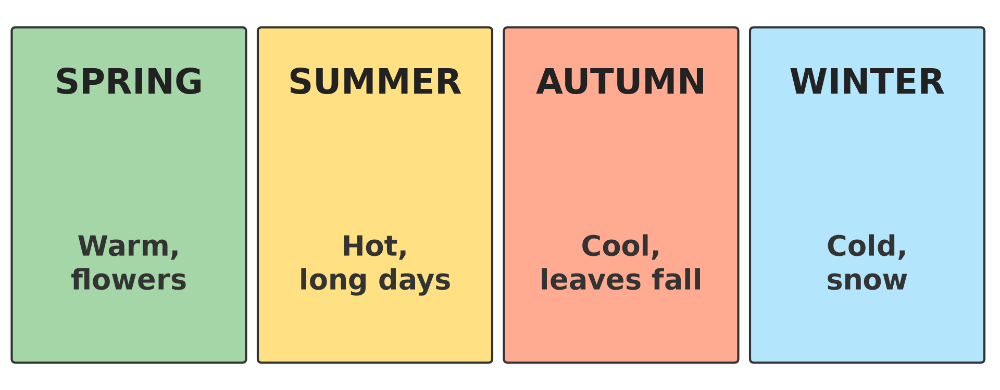 SPRING
Warm,
flowers
SUMMER
Hot,
long days
AUTUMN
Cool,
leaves fall
WINTER
Cold,
snow